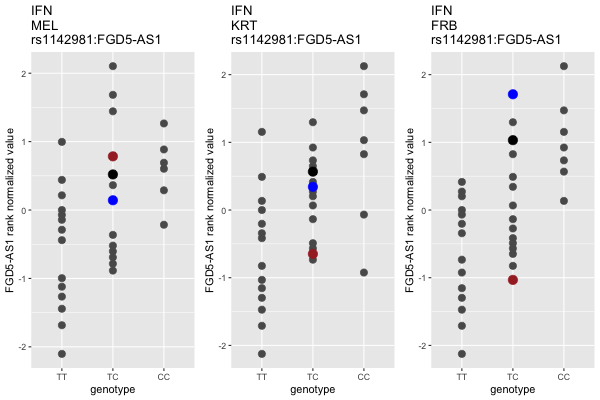 IFN
MEL
rs1142981:FGD5-AS1
FGD5-AS1 rank normalized value
2
1
0
-1
-2
TT
TC
CC
genotype
IFN
KRT
rs1142981:FGD5-AS1
FGD5-AS1 rank normalized value
2
1
0
-1
-2
TT
TC
CC
genotype
IFN
FRB
rs1142981:FGD5-AS1
FGD5-AS1 rank normalized value
2
1
0
-1
-2
TT
TC
CC
genotype